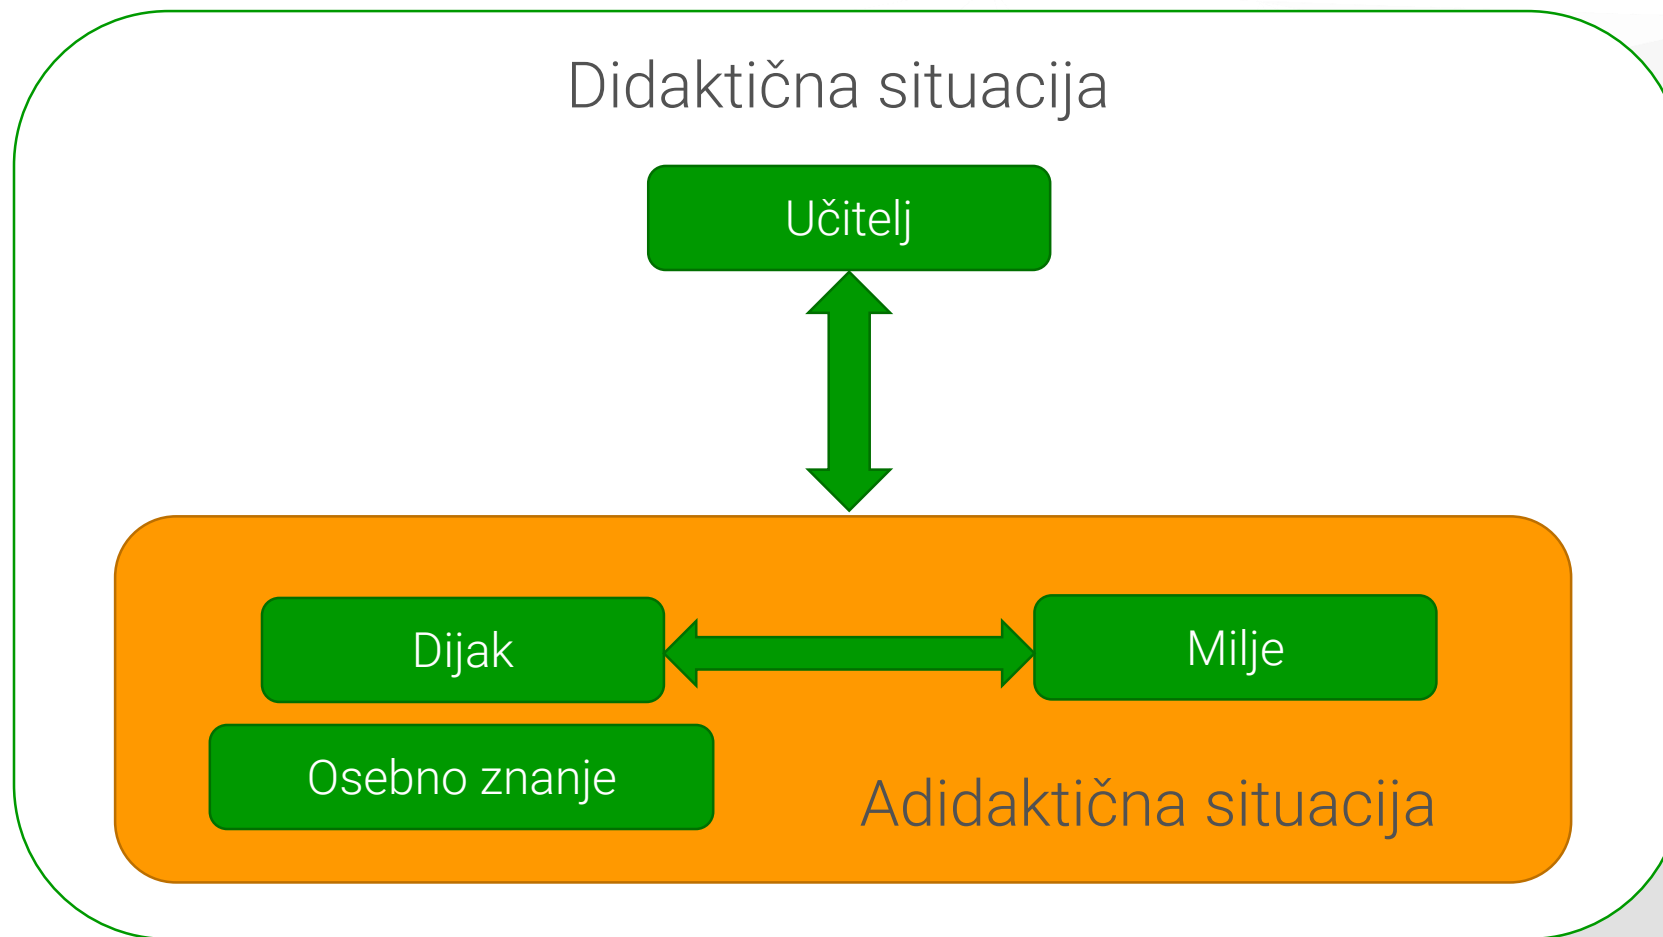 Didaktična situacija
Učitelj
Dijak
Milje
Osebno znanje
Adidaktična situacija